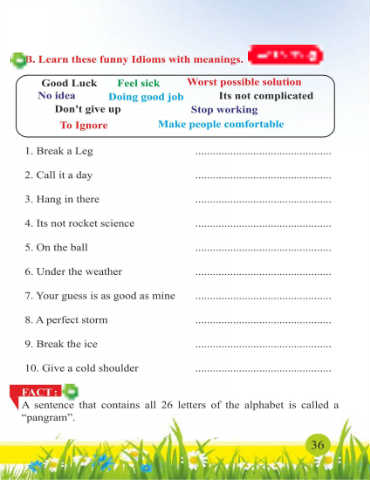 B. Learn these funny Idioms with meanings.
Good Luck Feel sick Worst possible solution
No idea Doing good job Its not complicated
Don't give up Stop working
To Ignore Make people comfortable
1. Break a Leg ................................................
2. Call it a day ................................................
3. Hang in there ................................................
4. Its not rocket science ................................................
5. On the ball ................................................
6. Under the weather ................................................
7. Your guess is as good as mine ................................................
8. A perfect storm ................................................
9. Break the ice ................................................
10. Give a cold shoulder ................................................
FACT:
A sentence that contains all 26 letters of the alphabet is called a
“pangram”.
36